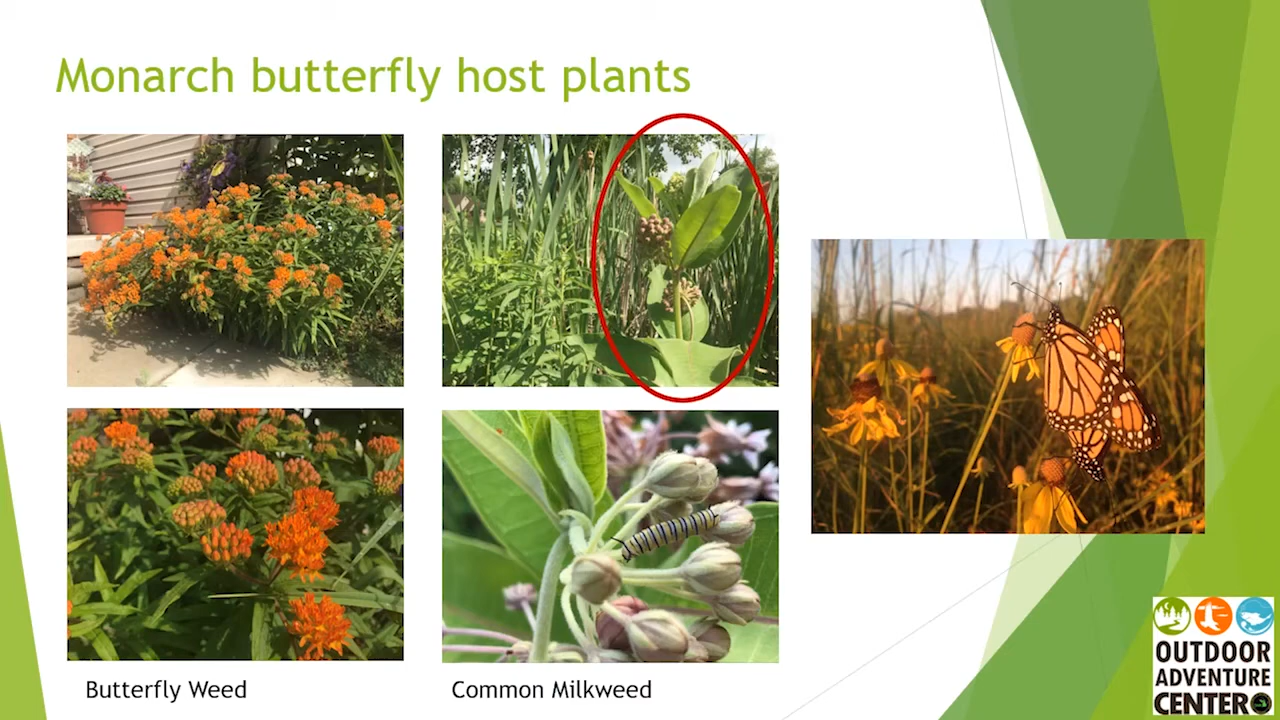 Monarch butterfly host plants
Butterfly Weed
Common Milkweed
OUTDOOR
ADVENTURE
CENTER